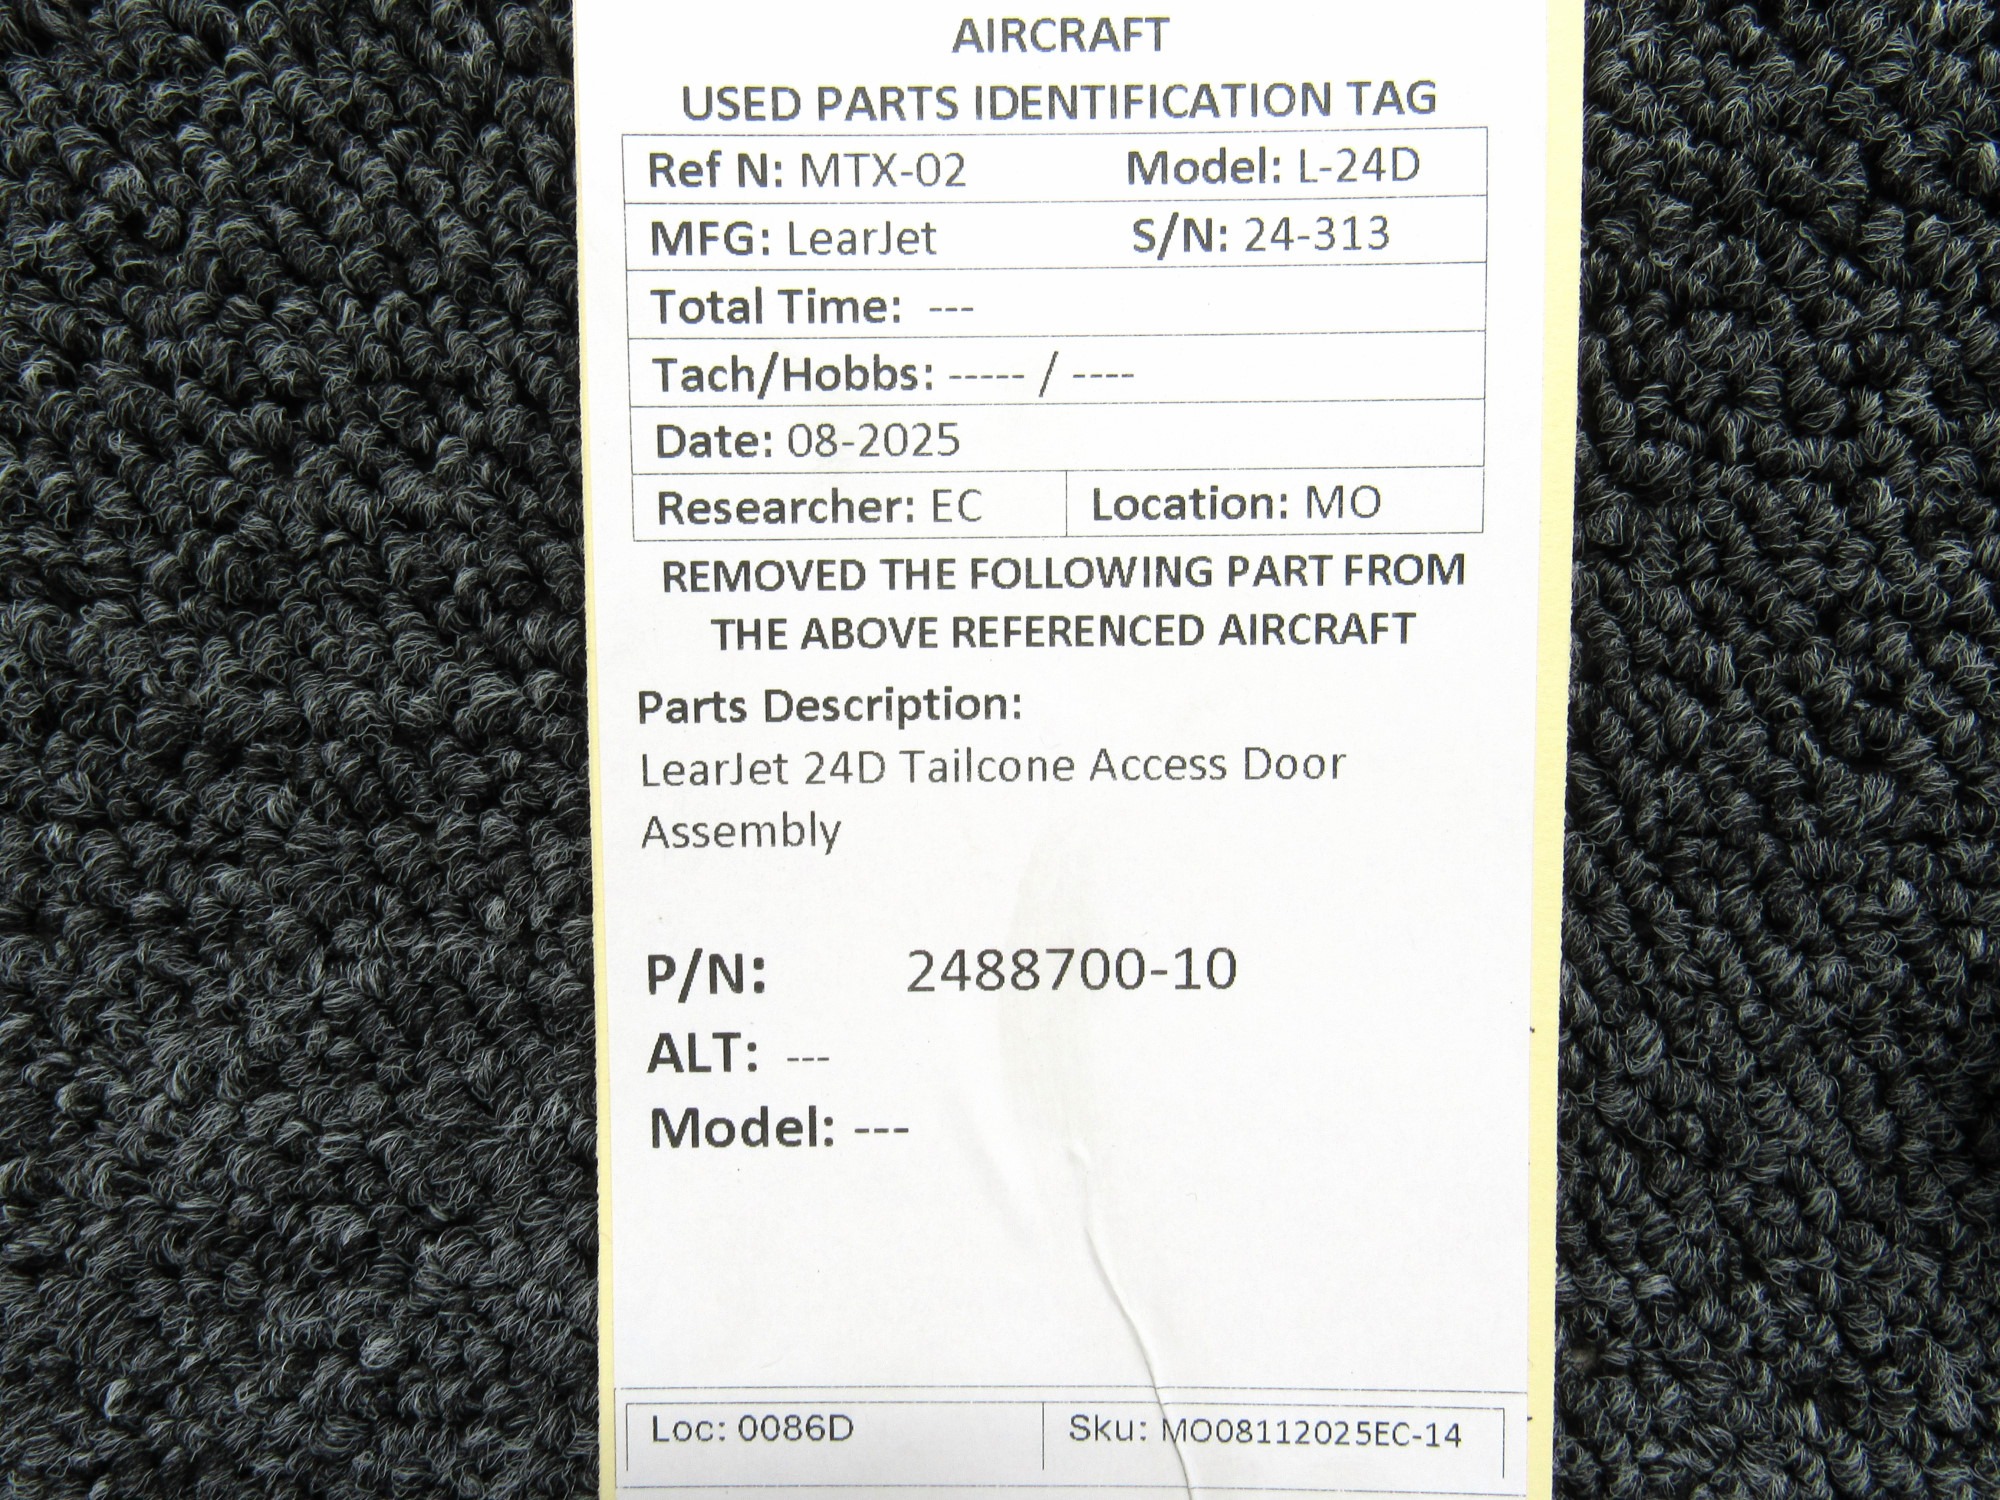 AIRCRAFT
USED PARTS IDENTIFICATION TAG
Ref N: MTX-02 Model: L-24D
MFG: LearJet S/N: 24-313
Total Time: ---
Tach/Hobbs: ----- / ----
Date: 08-2025
Researcher: EC Location: MO
REMOVED THE FOLLOWING PART FROM
THE ABOVE REFERENCED AIRCRAFT
Parts Description:
LearJet 24D Tailcone Access Door
Assembly
P/N: 2488700-10
ALT: ---
Model: ---
Loc: 0086D Sku: MO08112025EC-14